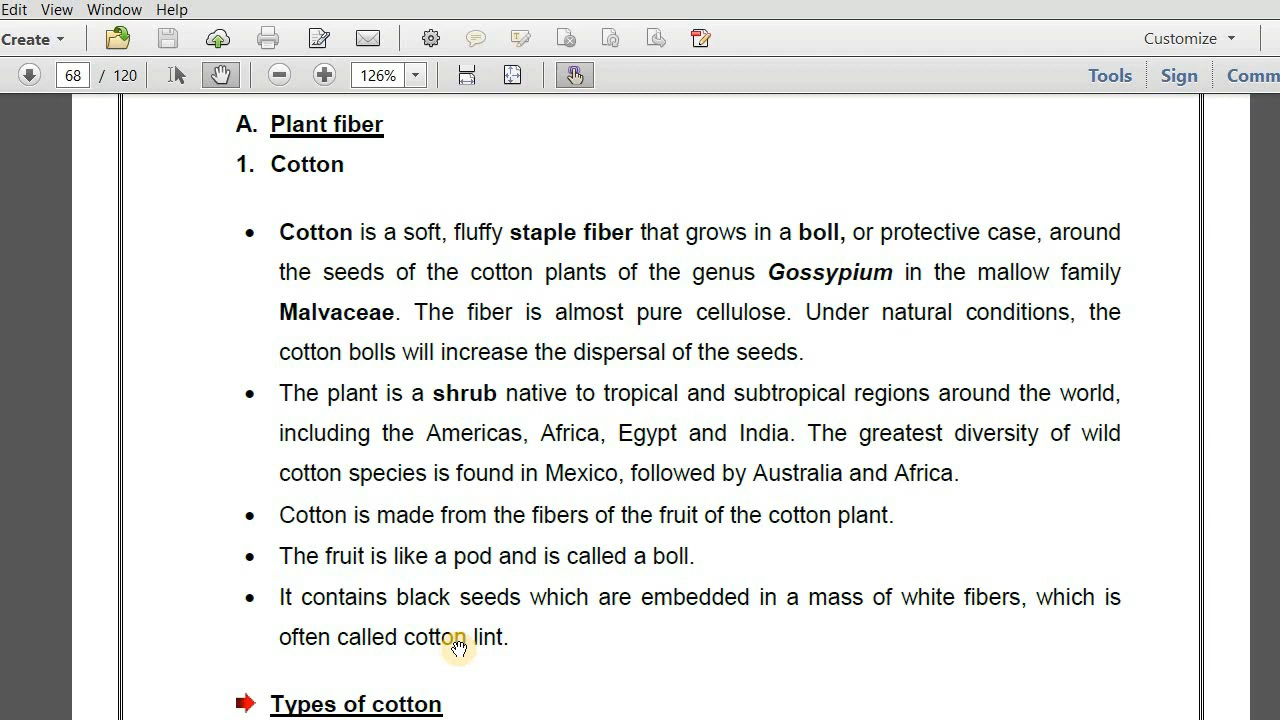 Edit View Window Help
Create Customize
68 / 120 126% Tools Sign Comm
A. Plant fiber
1. Cotton
• Cotton is a soft, fluffy staple fiber that grows in a boll, or protective case, around
the seeds of the cotton plants of the genus Gossypium in the mallow family
Malvaceae. The fiber is almost pure cellulose. Under natural conditions, the
cotton bolls will increase the dispersal of the seeds.
• The plant is a shrub native to tropical and subtropical regions around the world,
including the Americas, Africa, Egypt and India. The greatest diversity of wild
cotton species is found in Mexico, followed by Australia and Africa.
• Cotton is made from the fibers of the fruit of the cotton plant.
• The fruit is like a pod and is called a boll.
• It contains black seeds which are embedded in a mass of white fibers, which is
often called cotton lint.
Types of cotton